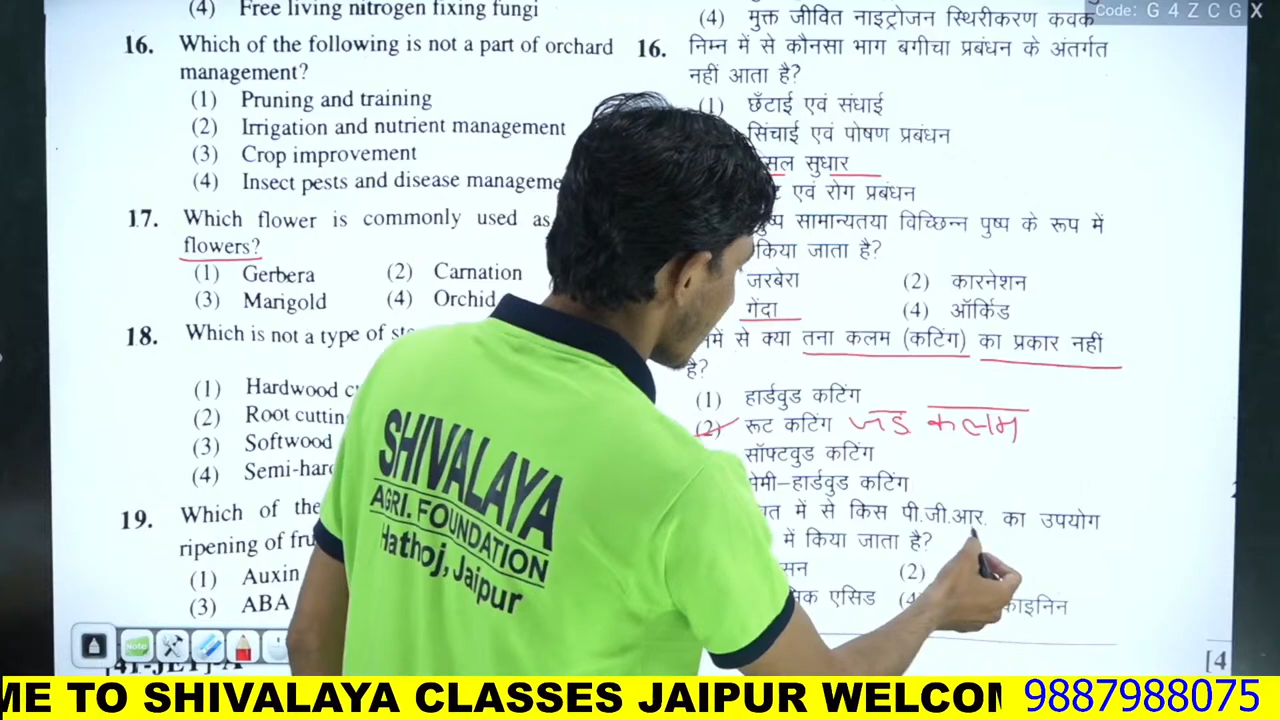 (4) Free living nitrogen fixing fungi
16. Which of the following is not a part of orchard
management?
(1) Pruning and training
(2) Irrigation and nutrient management
(3) Crop improvement
(4) Insect pests and disease manageme
17. Which flower is commonly used as
flowers?
(1) Gerbera (2) Carnation
(3) Marigold (4) Orchid
18. Which is not a type of
(1) Hardwood
(2) Root cuttin
(3) Softwood
(4) Semi-hard
19. Which of the
ripening of fru
(1) Auxin
(3) ABA
(4) मुक्त जीवित नाइट्रोजन स्थिरीकरण कवक
Code: G 4 Z C G X
16. निम्न में से कौनसा भाग बगीचा प्रबंधन के अंतर्गत
नहीं आता है?
(1) छँटाई एवं संधाई
सिंचाई एवं पोषण प्रबंधन
सल सुधार
एवं रोग प्रबंधन
सामान्यतया विच्छिन्न पुष्प के रूप में
किया जाता है?
जरबेरा (2) कारनेशन
गेंदा (4) ऑर्किड
में से क्या तना कलम (कटिंग) का प्रकार नहीं
है?
(1) हार्डवुड कटिंग
(2) रूट कटिंग जड कलम
सॉफ्टवुड कटिंग
सेमी-हार्डवुड कटिंग
में से किस पी.जी.आर. का उपयोग
में किया जाता है?
(2)
एसिड
काइनिन
SHIVALAYA
AGRI. FOUNDATION
Hathoj, Jaipur
Note
[41-JET]-A
[4
ME TO SHIVALAYA CLASSES JAIPUR WELCOM 9887988075